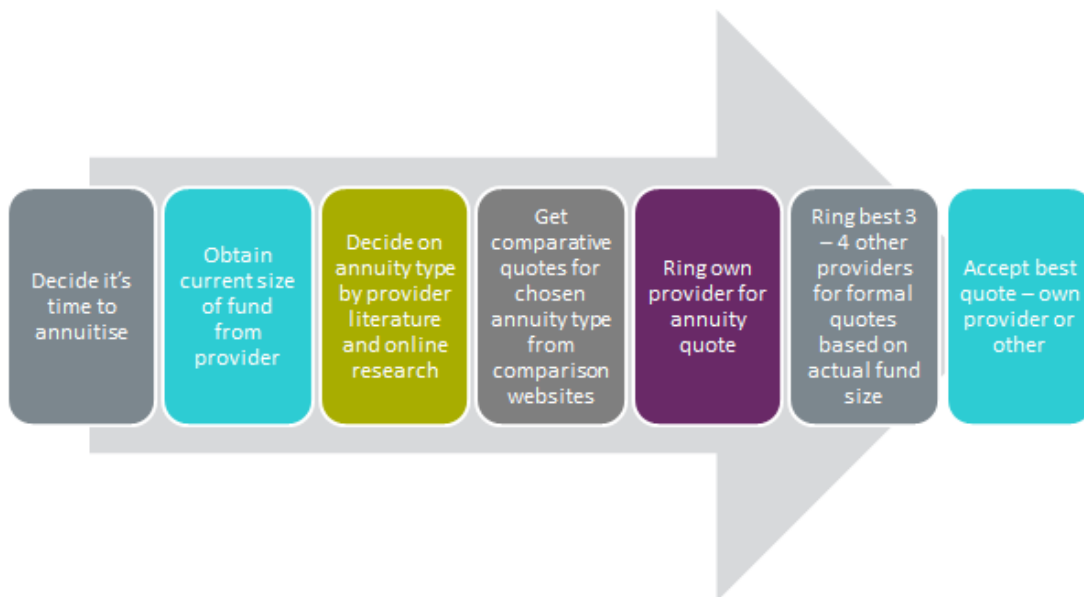 Decide it's
time to
annuitise
Obtain
current size
of fund
from
provider
Decide on
annuity type
by provider
literature
and online
research
Get
comparative
quotes for
chosen
annuity type
from
comparison
websites
Ring own
provider for
annuity
quote
Ring best 3
– 4 other
providers
for formal
quotes
based on
actual fund
size
Accept best
quote – own
provider or
other